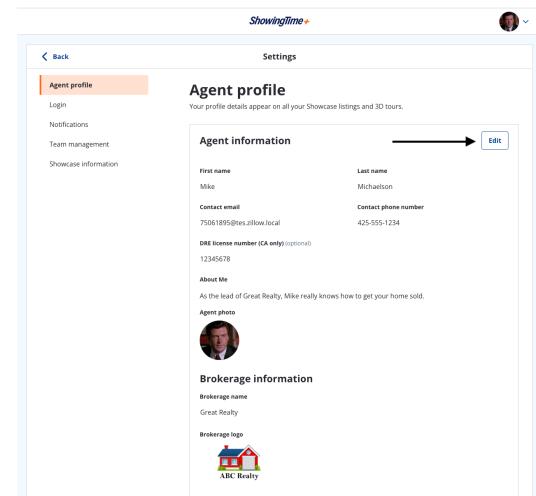 ShowingTime+
Back
Settings
Agent profile
Login
Notifications
Team management
Showcase information
Agent profile
Your profile details appear on all your Showcase listings and 3D tours.
Agent information
Edit
First name
Last name
Mike
Michaelson
Contact email
Contact phone number
75061895@tes.zillow.local
425-555-1234
DRE license number (CA only) (optional)
12345678
About Me
As the lead of Great Realty, Mike really knows how to get your home sold.
Agent photo
Brokerage information
Brokerage name
Great Realty
Brokerage logo
ABC Realty